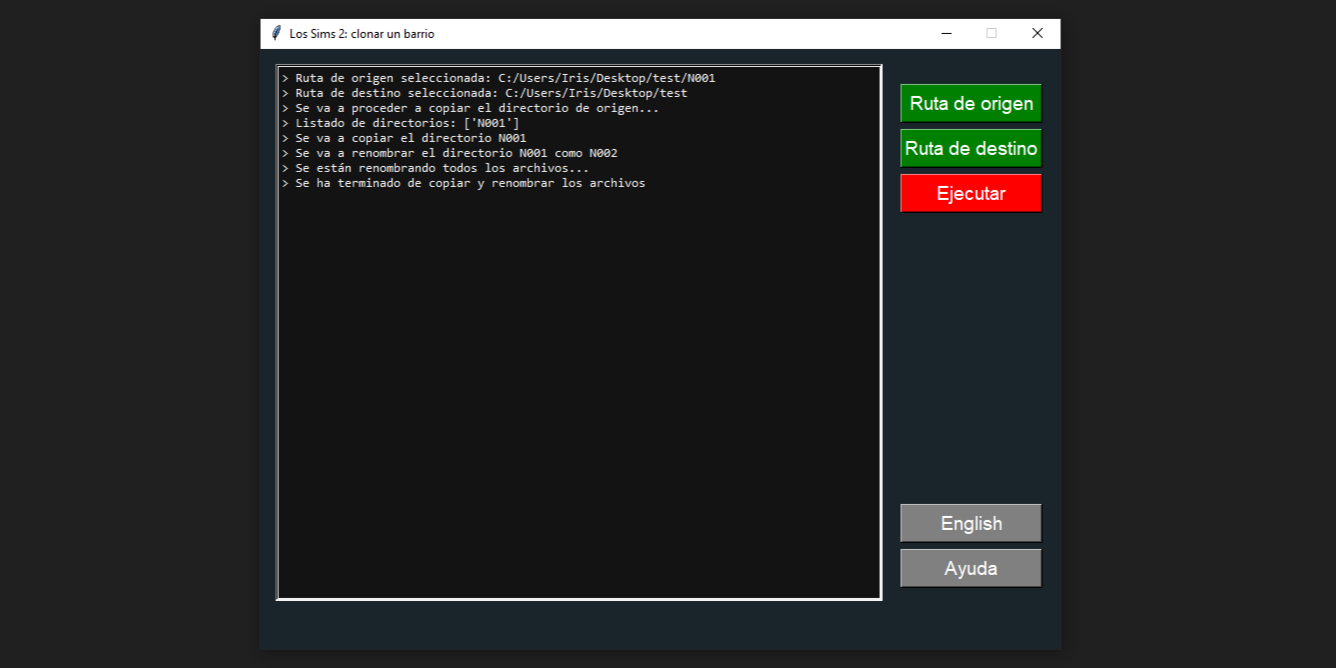 Los Sims 2: clonar un barrio
> Ruta de origen seleccionada: C:/Users/Iris/Desktop/test/N001
> Ruta de destino seleccionada: C:/Users/Iris/Desktop/test
> Se va a proceder a copiar el directorio de origen...
> Listado de directorios: ['N001']
> Se va a copiar el directorio N001
> Se va a renombrar el directorio N001 como N002
> Se están renombrando todos los archivos...
> Se ha terminado de copiar y renombrar los archivos
Ruta de origen
Ruta de destino
Ejecutar
English
Ayuda